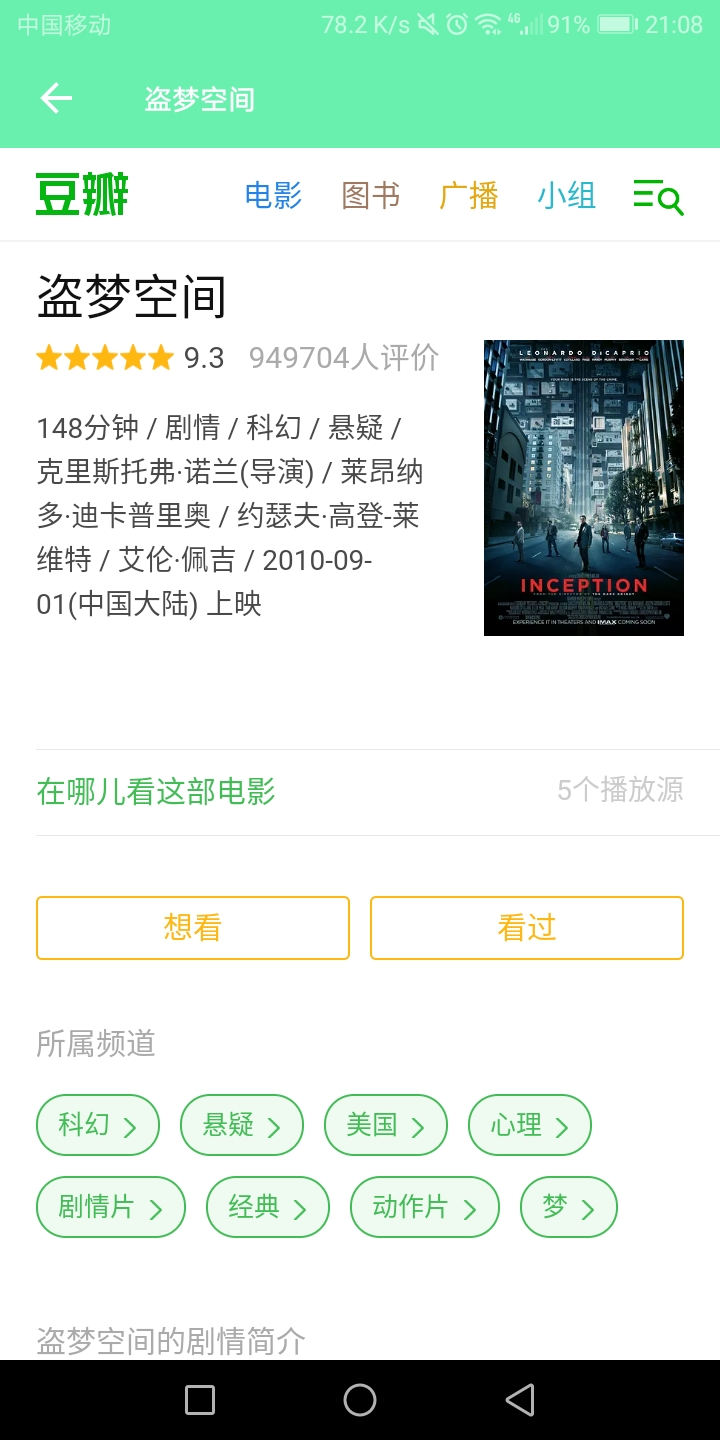 中国移动 78.2 K/s 4G 91% 21:08
盗梦空间
豆瓣 电影 图书 广播 小组
盗梦空间
9.3 949704人评价
148分钟 / 剧情 / 科幻 / 悬疑 /
克里斯托弗·诺兰(导演) / 莱昂纳
多·迪卡普里奥 / 约瑟夫·高登-莱
维特 / 艾伦·佩吉 / 2010-09-
01(中国大陆) 上映
LEONARDO DiCAPRIO
YOUR MIND IS THE SCENE OF THE CRIME
INCEPTION
FROM THE DIRECTOR OF THE DARK KNIGHT
EXPERIENCE IT IN THEATERS AND IMAX COMING SOON
在哪儿看这部电影 5个播放源
想看 看过
所属频道
科幻 悬疑 美国 心理
剧情片 经典 动作片 梦
盗梦空间的剧情简介